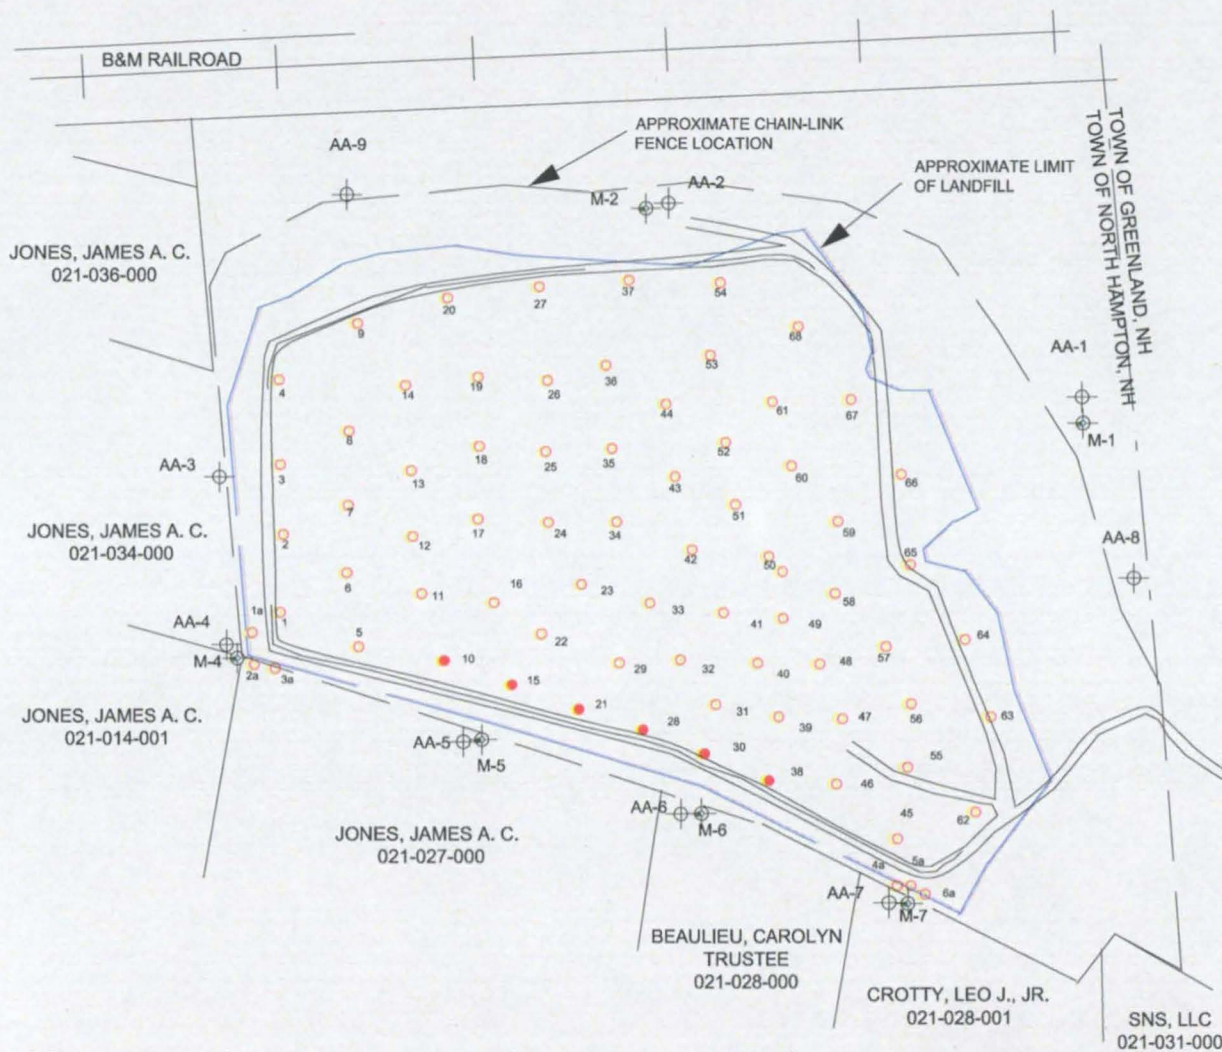 B&M RAILROAD
APPROXIMATE CHAIN-LINK
FENCE LOCATION
AA-9
APPROXIMATE LIMIT
OF LANDFILL
TOWN OF GREENLAND, NH
TOWN OF NORTH HAMPTON, NH
M-2
AA-2
JONES, JAMES A. C.
021-036-000
37
54
27
20
9
68
AA-1
53
36
19
26
14
4
61
67
44
M-1
8
18
52
25
35
AA-3
3
13
43
60
66
7
51
JONES, JAMES A. C.
021-034-000
17
24
34
59
2
12
AA-8
42
50
65
6
16
23
11
33
58
1a
1
41
49
AA-4
5
22
64
M-4
10
29
32
40
48
57
2a
3a
15
JONES, JAMES A. C.
021-014-001
21
31
39
47
56
63
28
AA-5
M-5
30
55
38
46
AA-6
M-6
45
62
JONES, JAMES A. C.
021-027-000
4a
5a
AA-7
6a
M-7
BEAULIEU, CAROLYN
TRUSTEE
021-028-000
CROTTY, LEO J., JR.
021-028-001
SNS, LLC
021-031-000